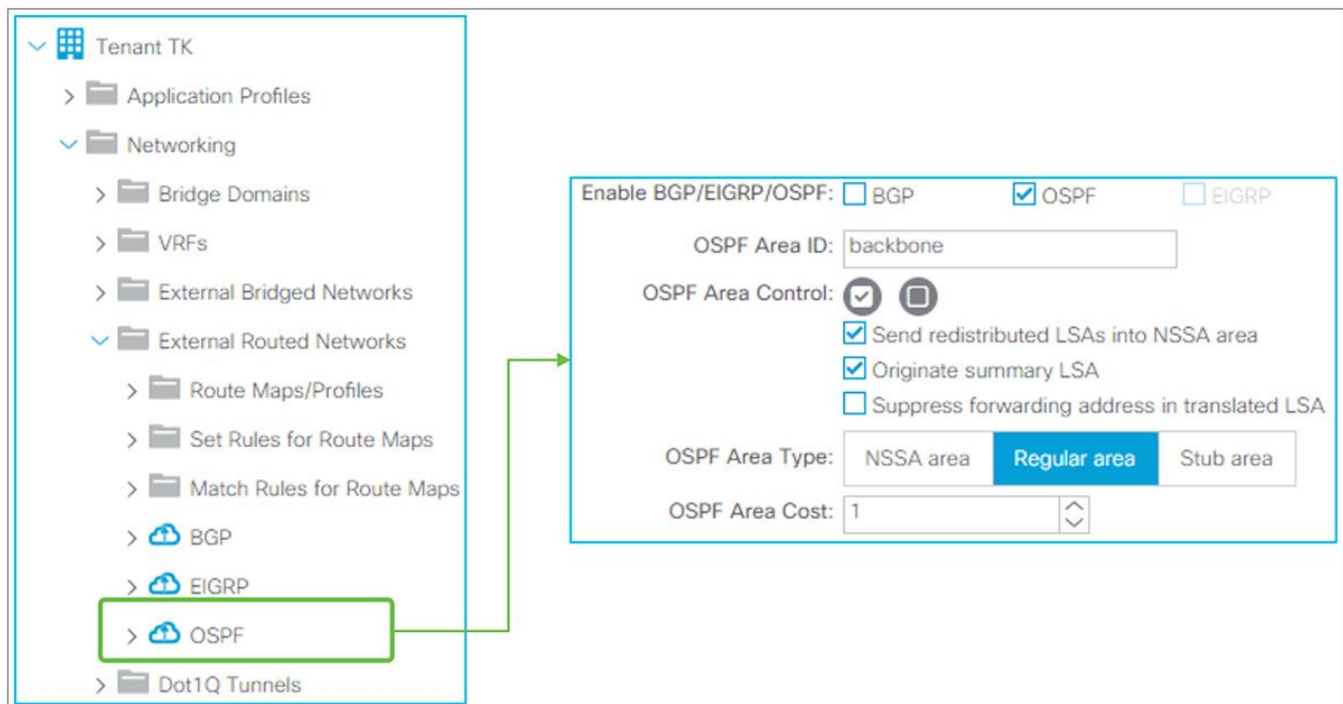 Tenant TK
Application Profiles
Networking
Bridge Domains
VRFs
External Bridged Networks
External Routed Networks
Route Maps/Profiles
Set Rules for Route Maps
Match Rules for Route Maps
BGP
EIGRP
OSPF
Dot1Q Tunnels
Enable BGP/EIGRP/OSPF: BGP OSPF EIGRP
OSPF Area ID: backbone
OSPF Area Control:
Send redistributed LSAs into NSSA area
Originate summary LSA
Suppress forwarding address in translated LSA
OSPF Area Type: NSSA area Regular area Stub area
OSPF Area Cost: 1